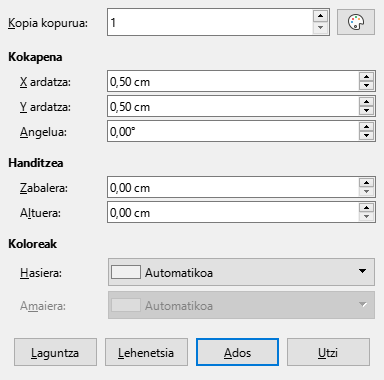 Kopia kopurua: 1
Kokapena
X ardatza: 0,50 cm
Y ardatza: 0,50 cm
Angelua: 0,00°
Handitzea
Zabalera: 0,00 cm
Altuera: 0,00 cm
Koloreak
Hasiera: Automatikoa
Amaiera: Automatikoa
Laguntza Lehenetsia Ados Utzi